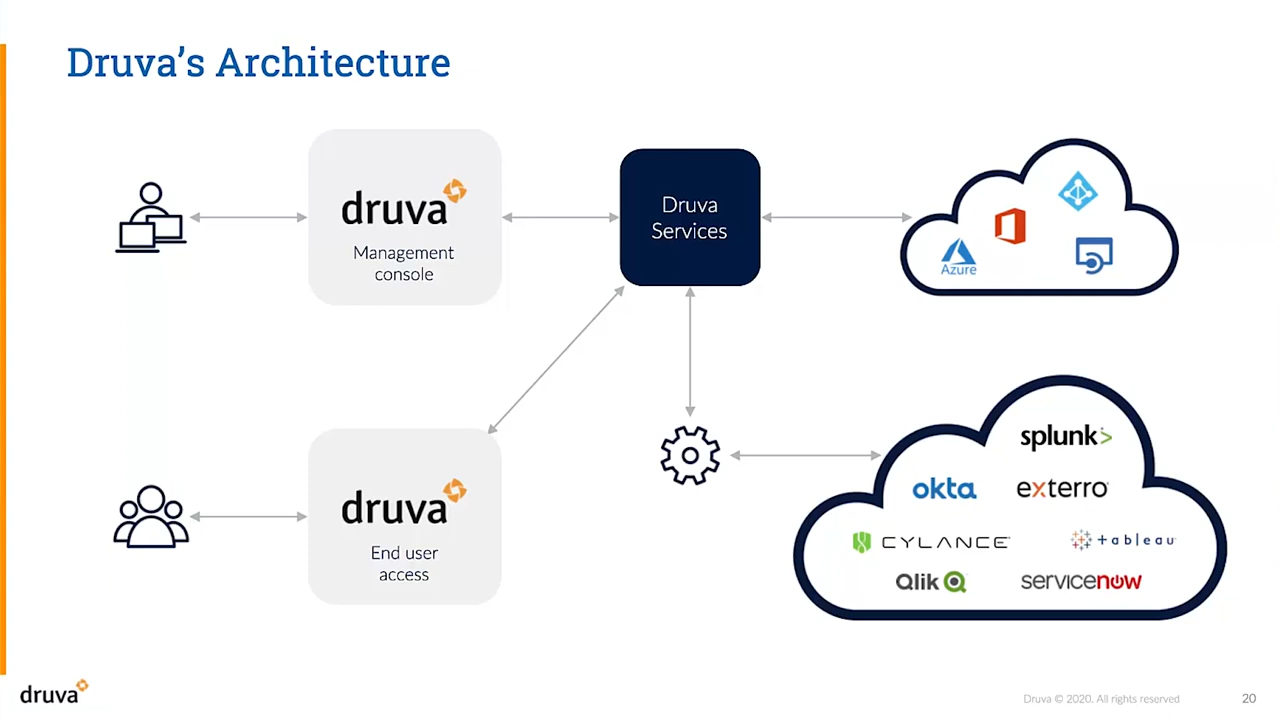 Druva's Architecture
druva
Management
console
Druva
Services
Azure
druva
End user
access
splunk>
okta
exterro
CYLANCE
tableau
Qlik
servicenow
druva
Druva © 2020. All rights reserved
20